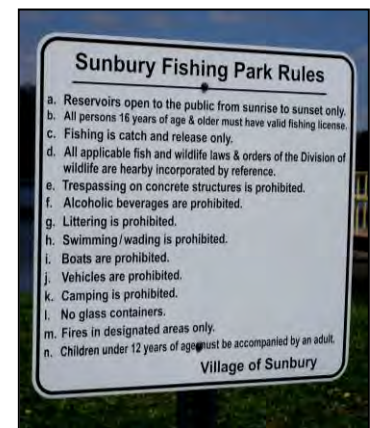 Sunbury Fishing Park Rules
a. Reservoirs open to the public from sunrise to sunset only.
b. All persons 16 years of age & older must have valid fishing license.
c. Fishing is catch and release only.
d. All applicable fish and wildlife laws & orders of the Division of
wildlife are hearby incorporated by reference.
e. Trespassing on concrete structures is prohibited.
f. Alcoholic beverages are prohibited.
g. Littering is prohibited.
h. Swimming/wading is prohibited.
i. Boats are prohibited.
j. Vehicles are prohibited.
k. Camping is prohibited.
l. No glass containers.
m. Fires in designated areas only.
n. Children under 12 years of age must be accompanied by an adult.
Village of Sunbury